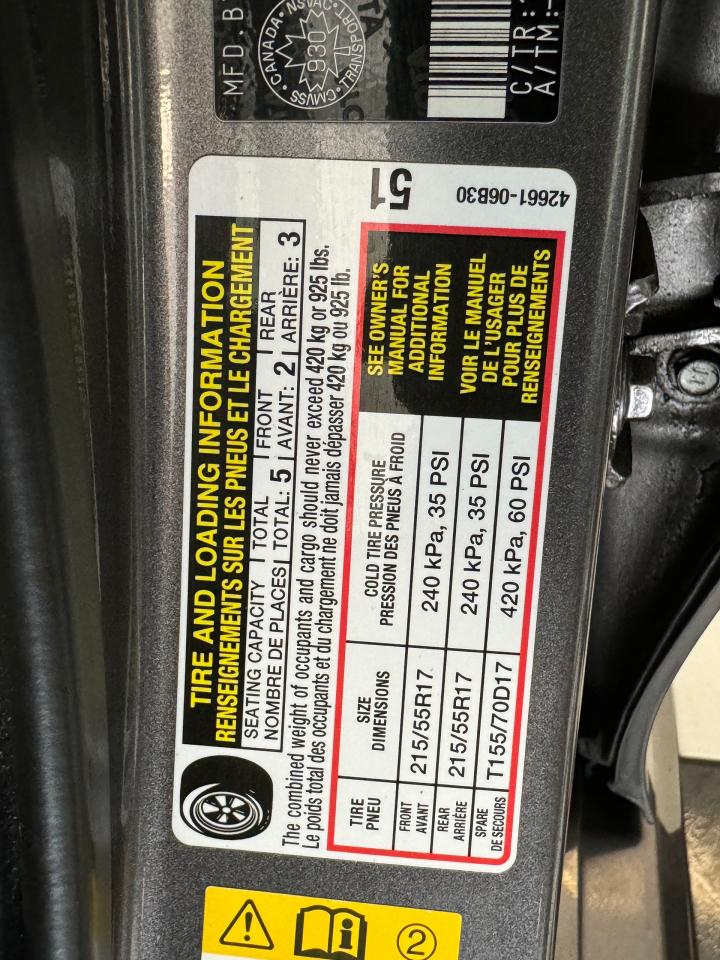 MFD.B
CANADA · NSVAC · TRANSPORT · CMVSS
930
C/TR:
A/TM:
TIRE AND LOADING INFORMATION
RENSEIGNEMENTS SUR LES PNEUS ET LE CHARGEMENT
SEATING CAPACITY | TOTAL | FRONT | REAR
NOMBRE DE PLACES | TOTAL: 5 | AVANT: 2 | ARRIÈRE: 3
The combined weight of occupants and cargo should never exceed 420 kg or 925 lbs.
Le poids total des occupants et du chargement ne doit jamais dépasser 420 kg ou 925 lb.
TIRE SIZE COLD TIRE PRESSURE
PNEU DIMENSIONS PRESSION DES PNEUS À FROID
FRONT
AVANT 215/55R17 240 kPa, 35 PSI
REAR
ARRIÈRE 215/55R17 240 kPa, 35 PSI
SPARE
DE SECOURS T155/70D17 420 kPa, 60 PSI
SEE OWNER'S
MANUAL FOR
ADDITIONAL
INFORMATION
VOIR LE MANUEL
DE L'USAGER
POUR PLUS DE
RENSEIGNEMENTS
51
42661-06B30
2